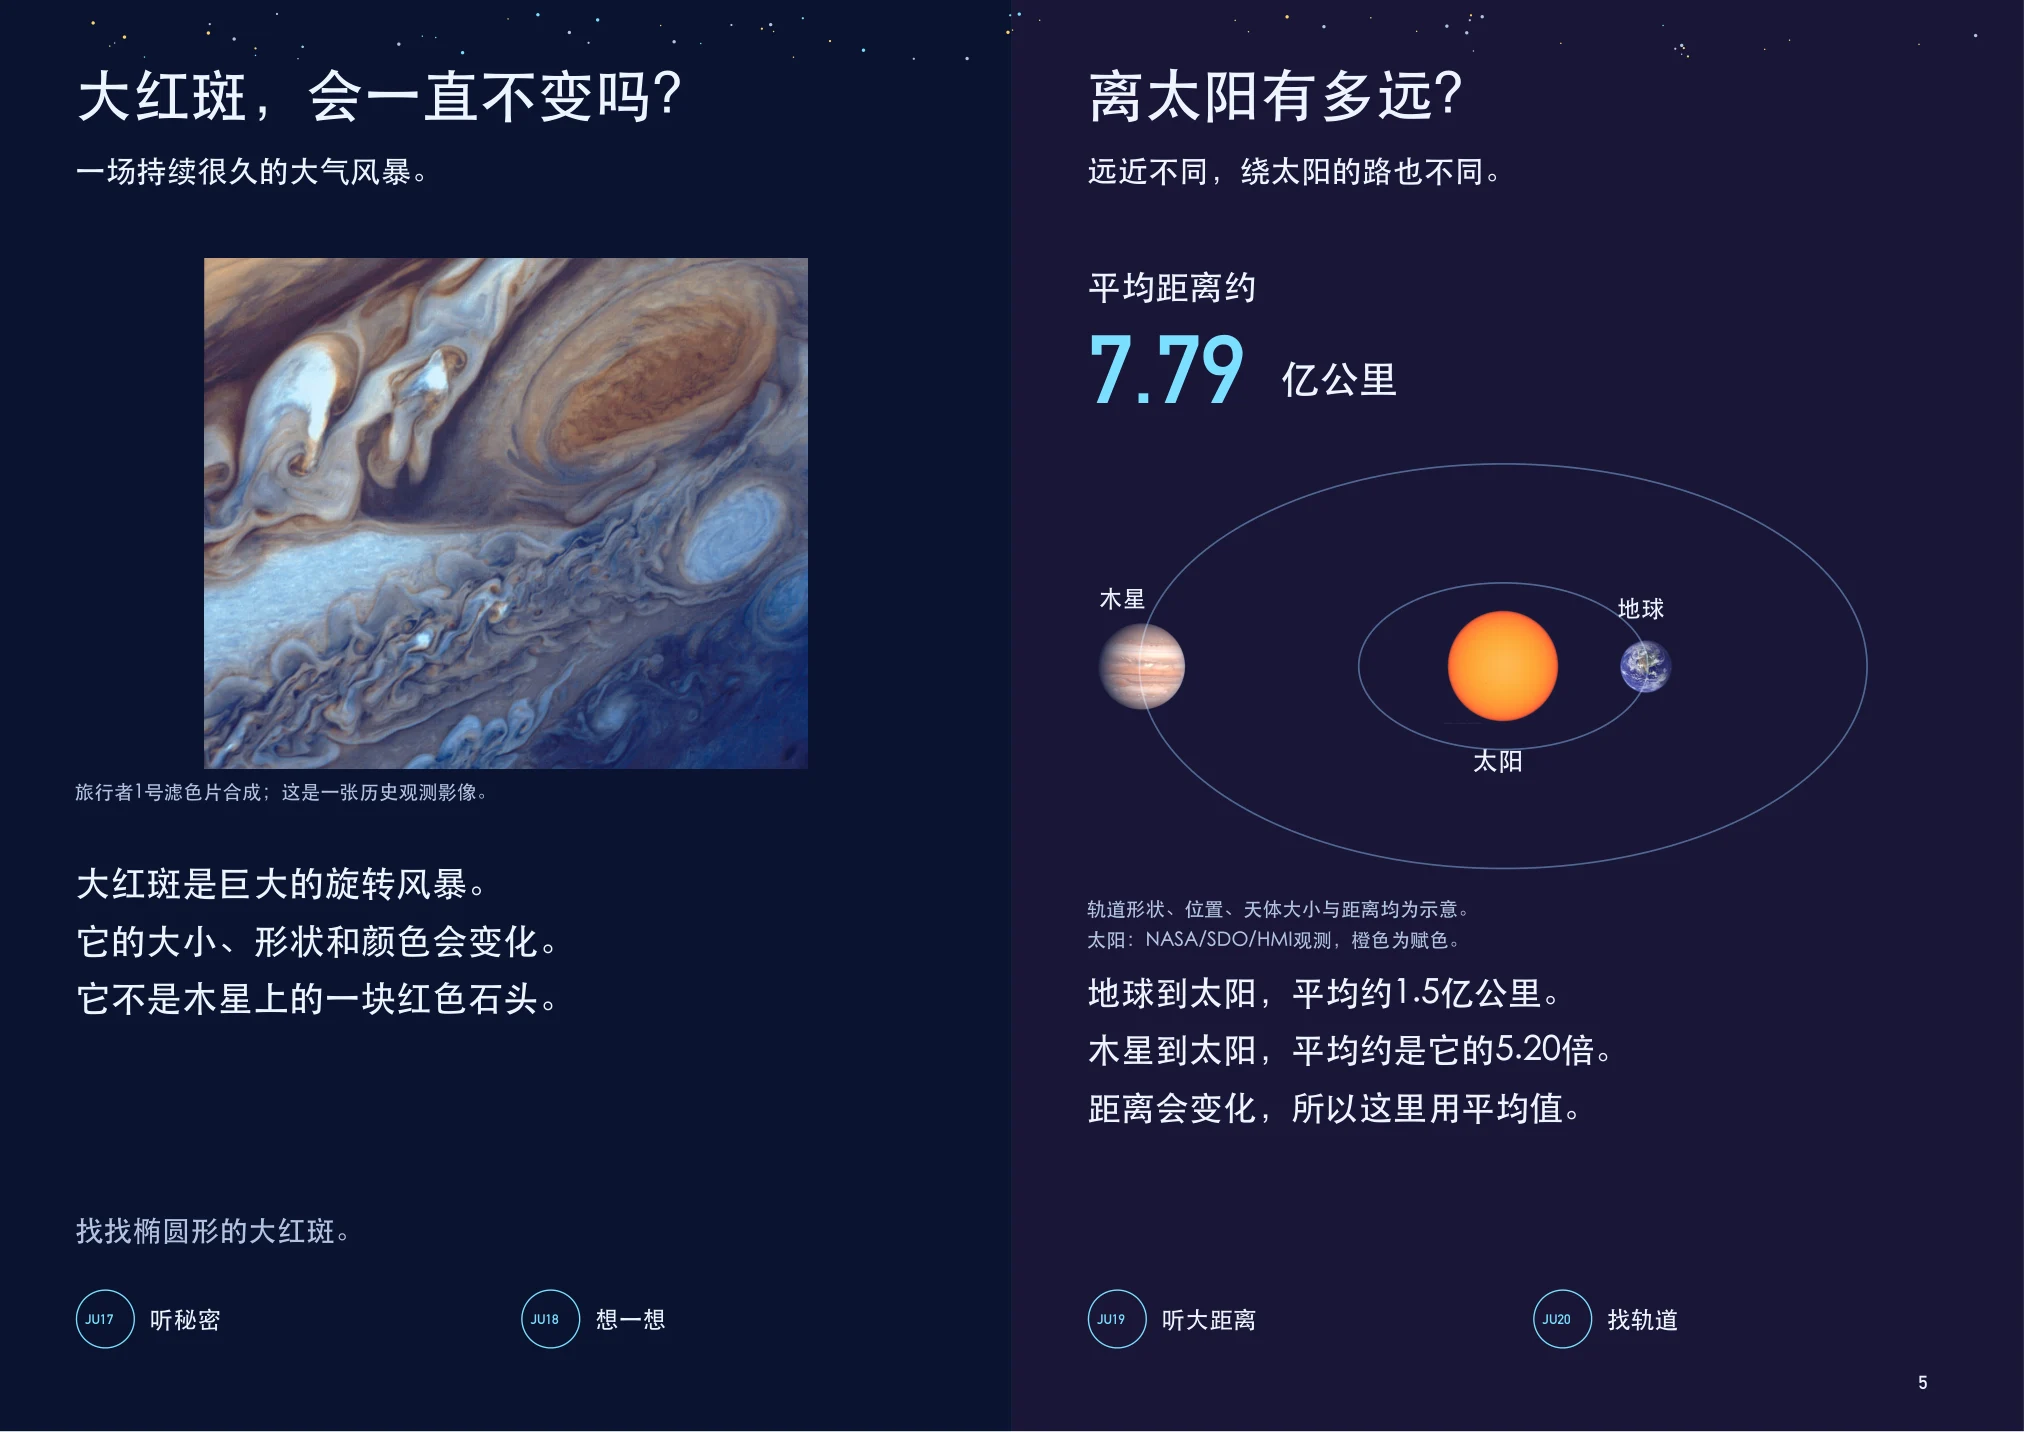 大红斑，会一直不变吗？
一场持续很久的大气风暴。
旅行者1号滤色片合成；这是一张历史观测影像。
大红斑是巨大的旋转风暴。
它的大小、形状和颜色会变化。
它不是木星上的一块红色石头。
找找椭圆形的大红斑。
JU17 听秘密
JU18 想一想
离太阳有多远？
远近不同，绕太阳的路也不同。
平均距离约
7.79 亿公里
木星
地球
太阳
轨道形状、位置、天体大小与距离均为示意。
太阳：NASA/SDO/HMI观测，橙色为赋色。
地球到太阳，平均约1.5亿公里。
木星到太阳，平均约是它的5.20倍。
距离会变化，所以这里用平均值。
JU19 听大距离
JU20 找轨道
5